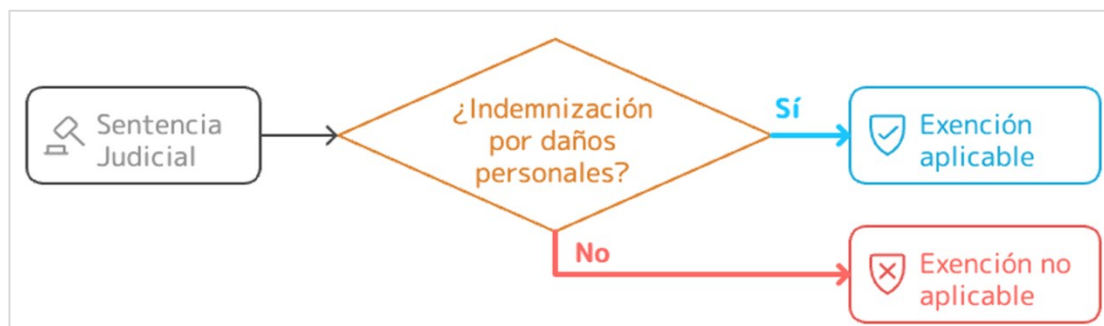 Sentencia
Judicial
¿Indemnización
por daños
personales?
Sí
Exención
aplicable
No
Exención no
aplicable